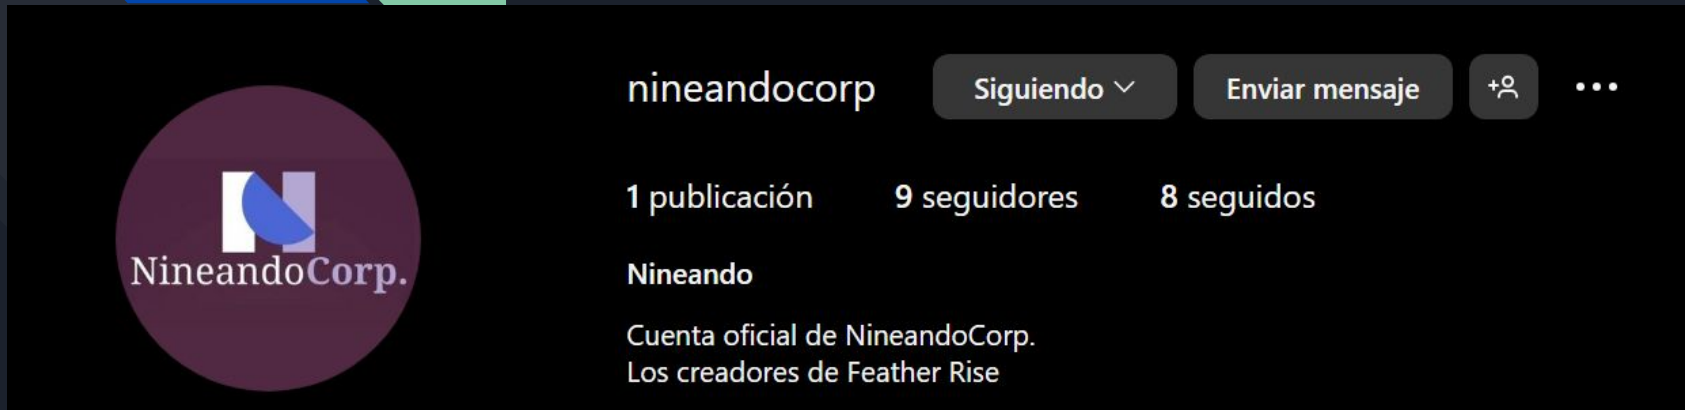 nineandocorp Siguiendo Enviar mensaje
1 publicación 9 seguidores 8 seguidos
NineandoCorp.
Nineando
Cuenta oficial de NineandoCorp.
Los creadores de Feather Rise